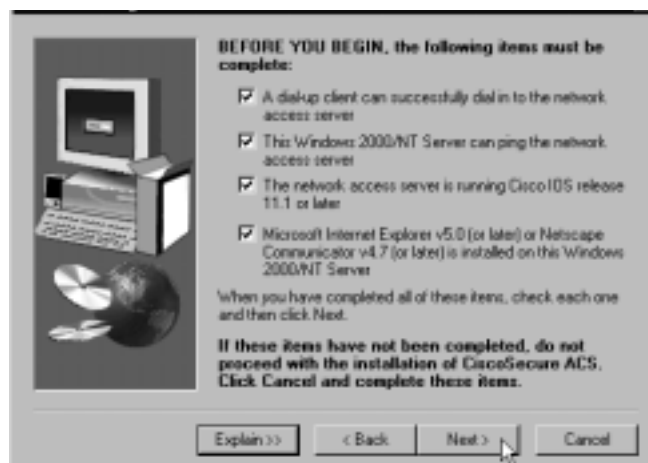 BEFORE YOU BEGIN, the following items must be
complete:
A dial-up client can successfully dial in to the network
access server
This Windows 2000/NT Server can ping the network
access server
The network access server is running Cisco IOS release
11.1 or later
Microsoft Internet Explorer v5.0 (or later) or Netscape
Communicator v4.7 (or later) is installed on this Windows
2000/NT Server
When you have completed all of these items, check each one
and then click Next.
If these items have not been completed, do not
proceed with the installation of CiscoSecure ACS.
Click Cancel and complete these items.
Explain >> < Back Next > Cancel